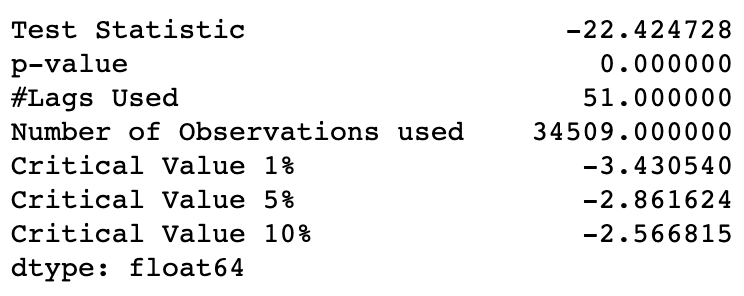 Test Statistic                   -22.424728
p-value                            0.000000
#Lags Used                        51.000000
Number of Observations used    34509.000000
Critical Value 1%                 -3.430540
Critical Value 5%                 -2.861624
Critical Value 10%                -2.566815
dtype: float64